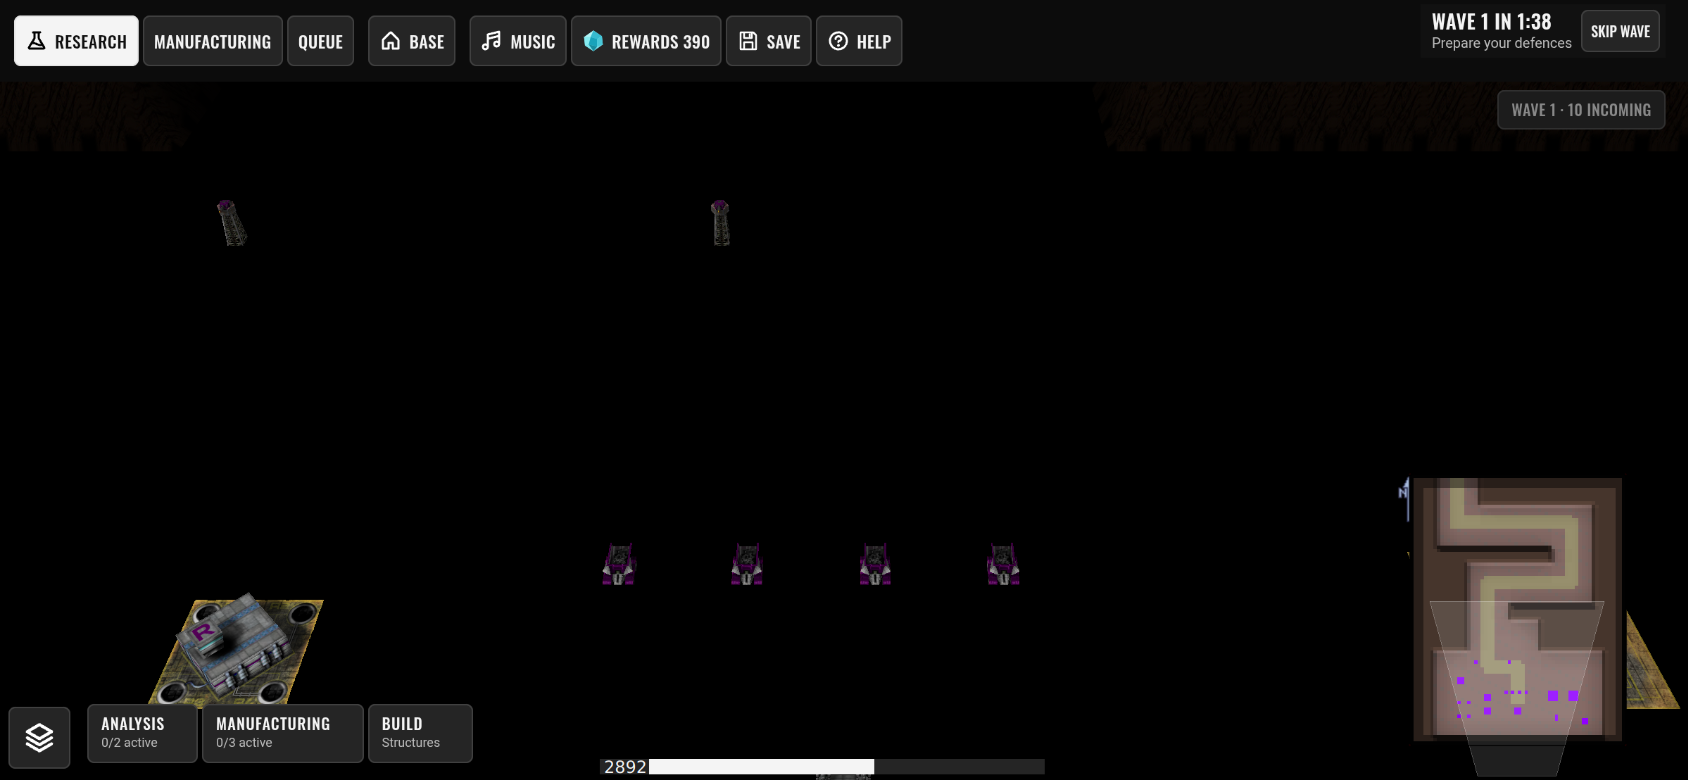 RESEARCH
MANUFACTURING
QUEUE
BASE
MUSIC
REWARDS 390
SAVE
HELP
WAVE 1 IN 1:38
Prepare your defences
SKIP WAVE
WAVE 1 · 10 INCOMING
N
R
ANALYSIS
0/2 active
MANUFACTURING
0/3 active
BUILD
Structures
2892